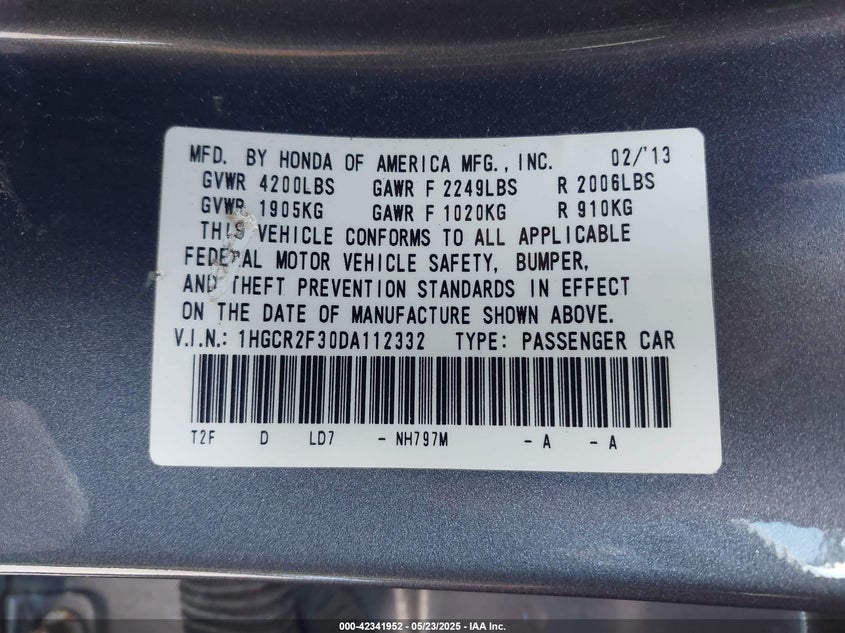 MFD. BY HONDA OF AMERICA MFG., INC. 02/'13
GVWR 4200LBS GAWR F 2249LBS R 2006LBS
GVWR 1905KG GAWR F 1020KG R 910KG
THIS VEHICLE CONFORMS TO ALL APPLICABLE
FEDERAL MOTOR VEHICLE SAFETY, BUMPER,
AND THEFT PREVENTION STANDARDS IN EFFECT
ON THE DATE OF MANUFACTURE SHOWN ABOVE.
V.I.N.: 1HGCR2F30DA112332 TYPE: PASSENGER CAR
T2F D LD7 - NH797M - A - A
000-42341952 | 05/23/2025 - IAA Inc.